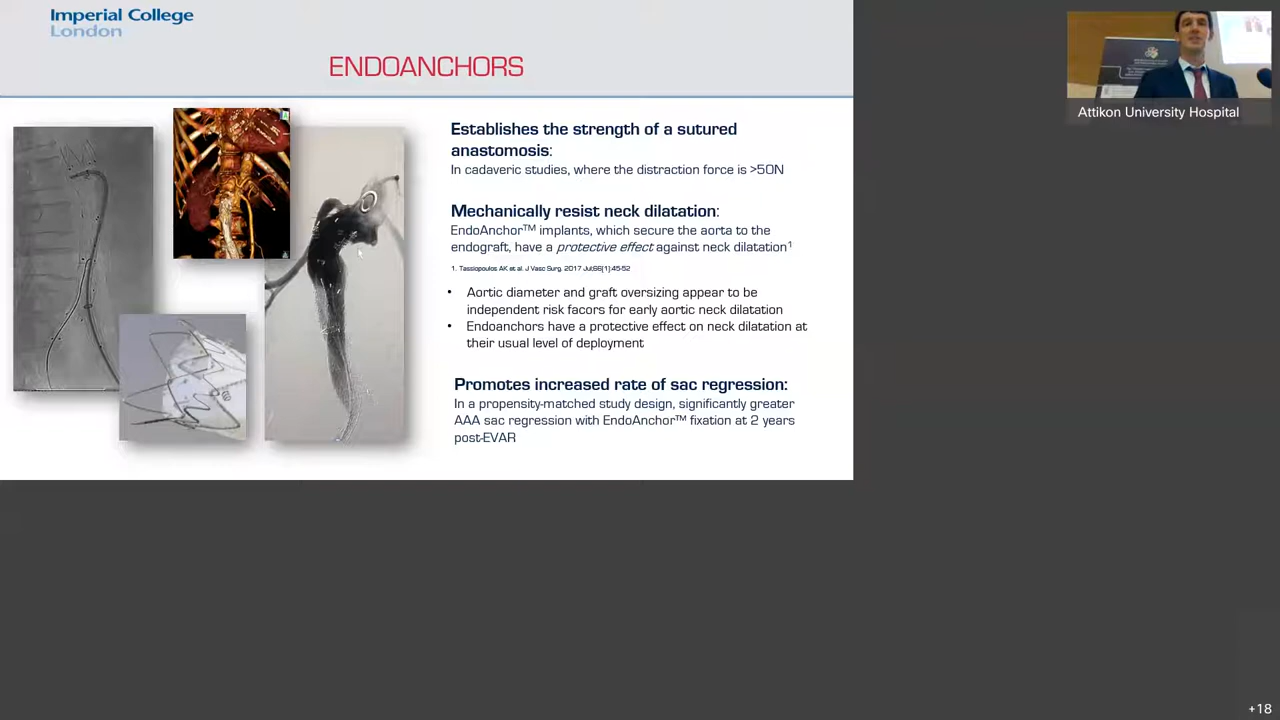 Imperial College
London
ENDOANCHORS
Establishes the strength of a sutured
anastomosis:
In cadaveric studies, where the distraction force is >50N
Mechanically resist neck dilatation:
EndoAnchor™ implants, which secure the aorta to the
endograft, have a protective effect against neck dilatation¹
1. Tassiopoulos AK et al. J Vasc Surg. 2017 Jul;66(1):45-52
• Aortic diameter and graft oversizing appear to be
independent risk facors for early aortic neck dilatation
• Endoanchors have a protective effect on neck dilatation at
their usual level of deployment
Promotes increased rate of sac regression:
In a propensity-matched study design, significantly greater
AAA sac regression with EndoAnchor™ fixation at 2 years
post-EVAR
Attikon University Hospital
+18